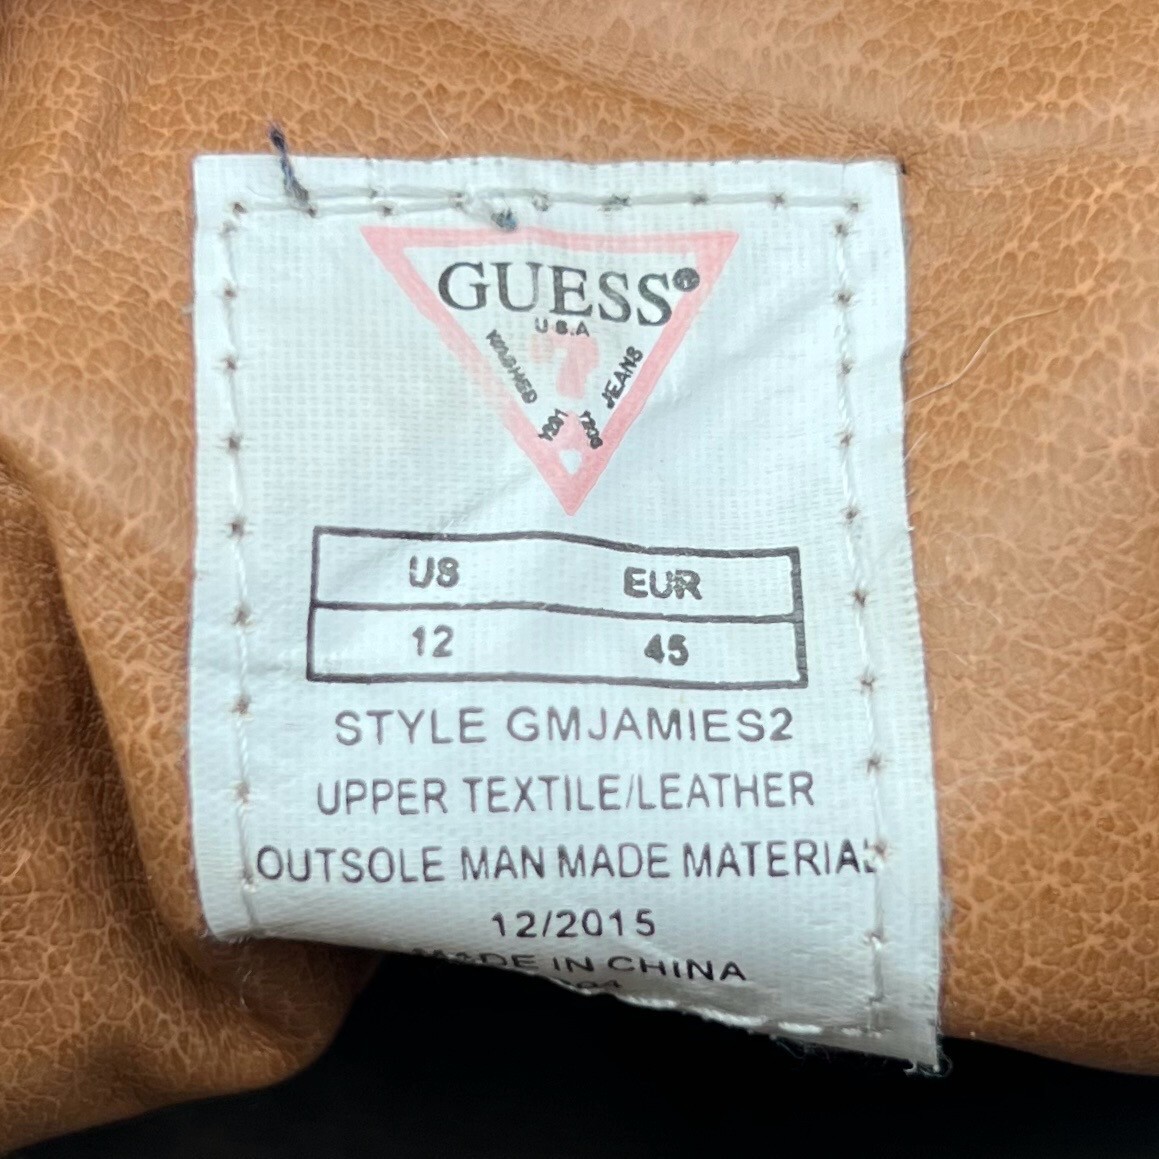 GUESS®
U.S.A
WASHED JEANS
?
US EUR
12 45
STYLE GMJAMIES2
UPPER TEXTILE/LEATHER
OUTSOLE MAN MADE MATERIAL
12/2015
MADE IN CHINA